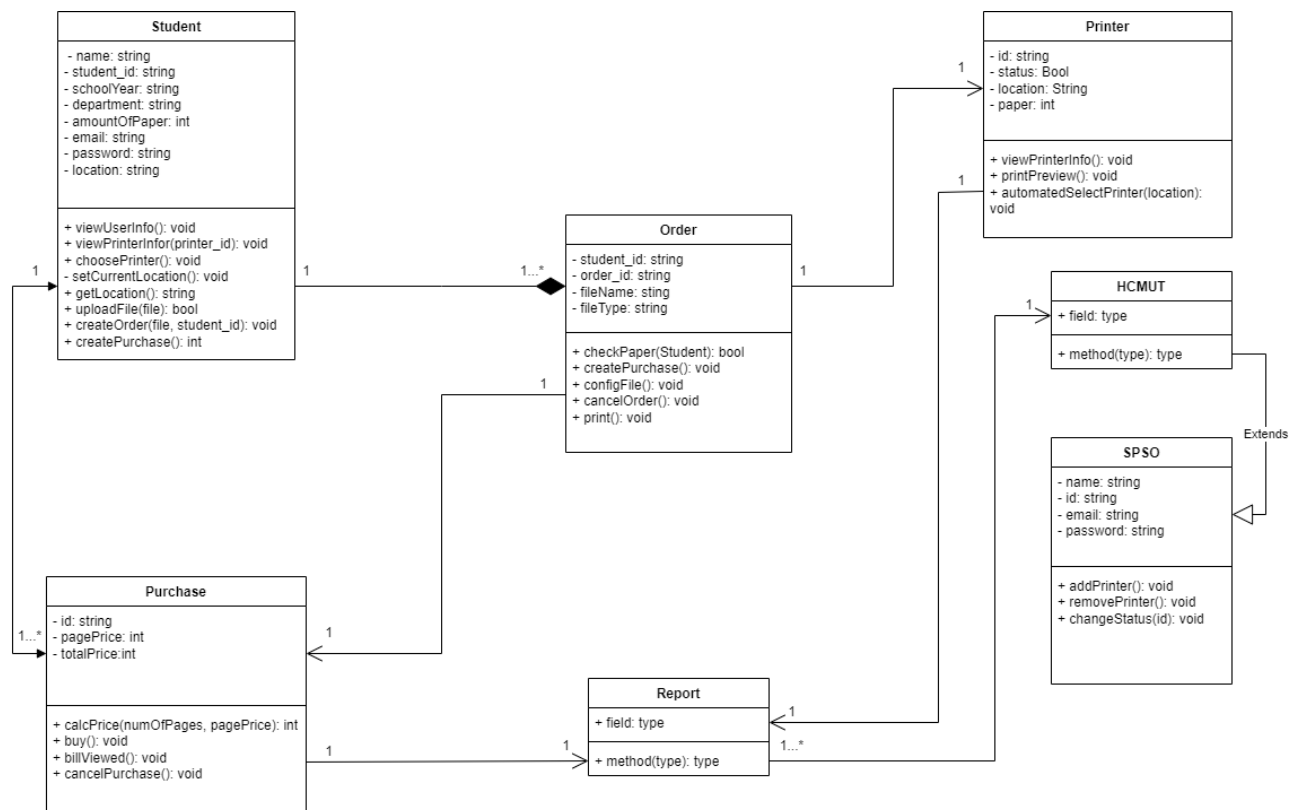 Student
- name: string
- student_id: string
- schoolYear: string
- department: string
- amountOfPaper: int
- email: string
- password: string
- location: string
+ viewUserInfo(): void
+ viewPrinterInfor(printer_id): void
+ choosePrinter(): void
- setCurrentLocation(): void
+ getLocation(): string
+ uploadFile(file): bool
+ createOrder(file, student_id): void
+ createPurchase(): int
1
1
1...*
Order
- student_id: string
- order_id: string
- fileName: sting
- fileType: string
+ checkPaper(Student): bool
+ createPurchase(): void
+ configFile(): void
+ cancelOrder(): void
+ print(): void
1
1
1
Printer
- id: string
- status: Bool
- location: String
- paper: int
+ viewPrinterInfo(): void
+ printPreview(): void
+ automatedSelectPrinter(location):
void
1
HCMUT
+ field: type
+ method(type): type
1
Extends
SPSO
- name: string
- id: string
- email: string
- password: string
+ addPrinter(): void
+ removePrinter(): void
+ changeStatus(id): void
Purchase
- id: string
- pagePrice: int
- totalPrice:int
+ calcPrice(numOfPages, pagePrice): int
+ buy(): void
+ billViewed(): void
+ cancelPurchase(): void
1...*
1
1
1
Report
+ field: type
+ method(type): type
1
1...*